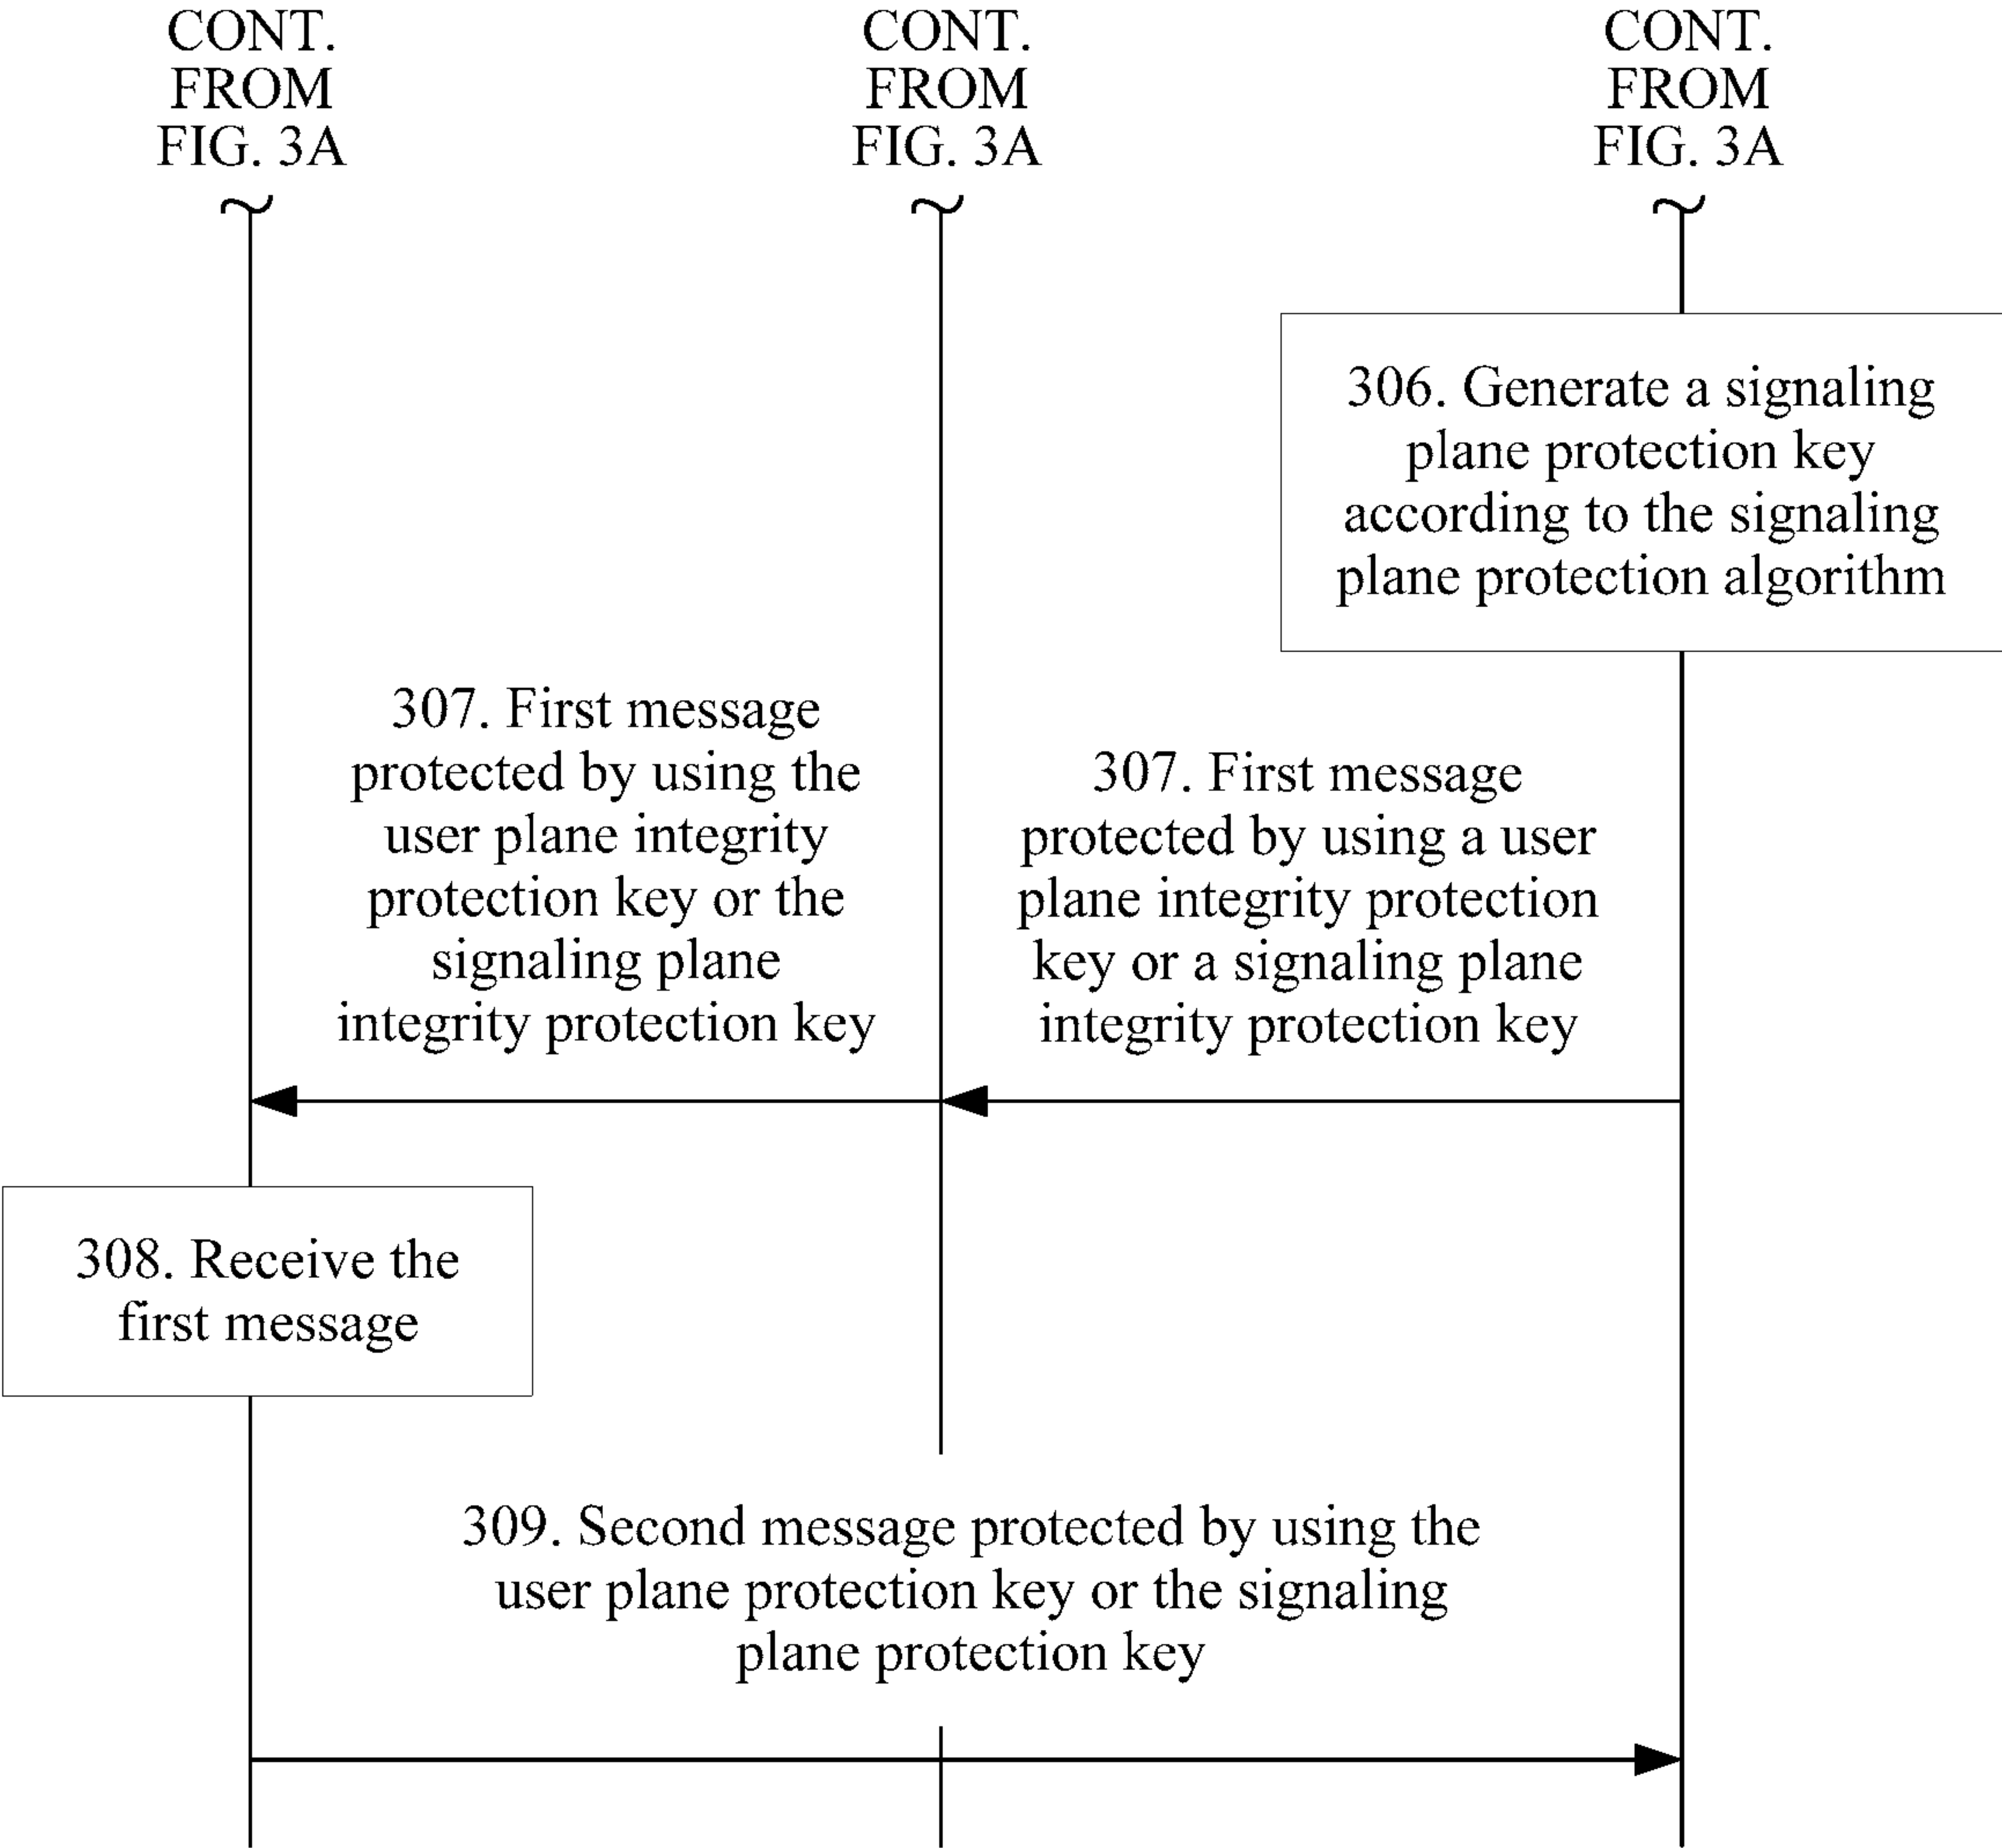 CONT.
FROM
FIG. 3A
CONT.
FROM
FIG. 3A
CONT.
FROM
FIG. 3A
306. Generate a signaling
plane protection key
according to the signaling
plane protection algorithm
307. First message
protected by using the
user plane integrity
protection key or the
signaling plane
integrity protection key
307. First message
protected by using a user
plane integrity protection
key or a signaling plane
integrity protection key
308. Receive the
first message
309. Second message protected by using the
user plane protection key or the signaling
plane protection key